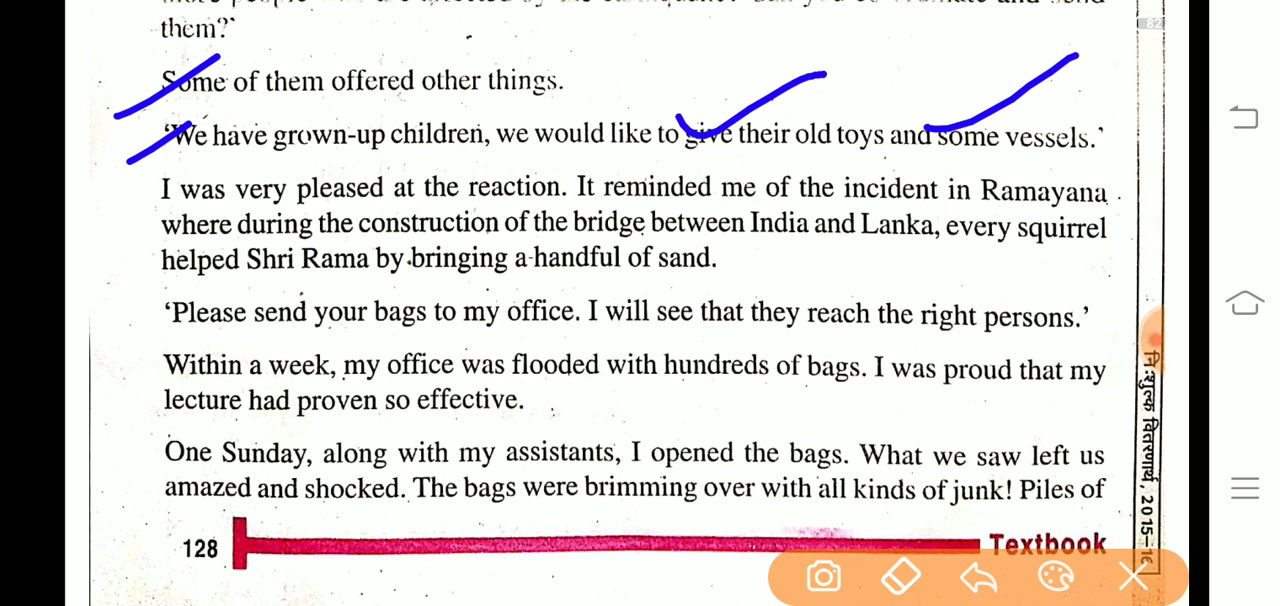 them?'
Some of them offered other things.
'We have grown-up children, we would like to give their old toys and some vessels.'
I was very pleased at the reaction. It reminded me of the incident in Ramayana
where during the construction of the bridge between India and Lanka, every squirrel
helped Shri Rama by bringing a handful of sand.
'Please send your bags to my office. I will see that they reach the right persons.'
Within a week, my office was flooded with hundreds of bags. I was proud that my
lecture had proven so effective.
One Sunday, along with my assistants, I opened the bags. What we saw left us
amazed and shocked. The bags were brimming over with all kinds of junk! Piles of
128
Textbook
नि:शुल्क वितरणार्थ, 2015-16
82